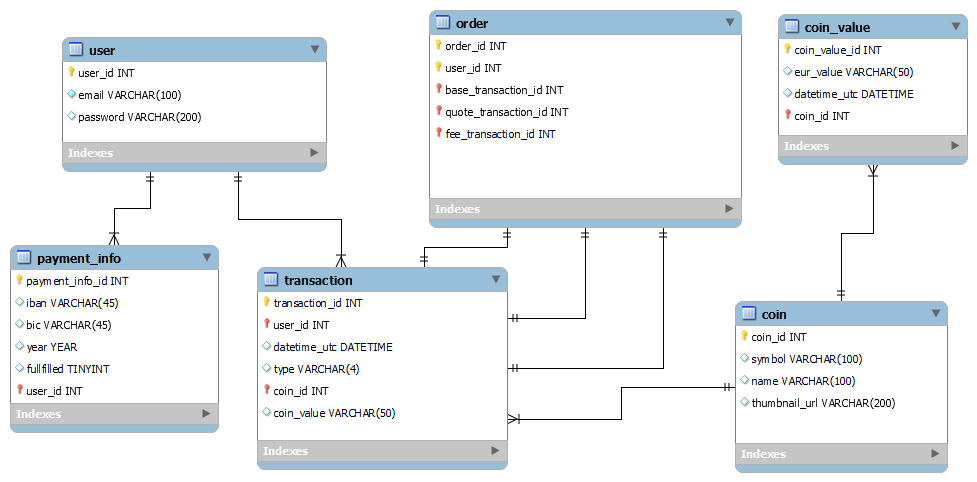 user
user_id INT
email VARCHAR(100)
password VARCHAR(200)
Indexes
order
order_id INT
user_id INT
base_transaction_id INT
quote_transaction_id INT
fee_transaction_id INT
Indexes
coin_value
coin_value_id INT
eur_value VARCHAR(50)
datetime_utc DATETIME
coin_id INT
Indexes
payment_info
payment_info_id INT
iban VARCHAR(45)
bic VARCHAR(45)
year YEAR
fullfilled TINYINT
user_id INT
Indexes
transaction
transaction_id INT
user_id INT
datetime_utc DATETIME
type VARCHAR(4)
coin_id INT
coin_value VARCHAR(50)
Indexes
coin
coin_id INT
symbol VARCHAR(100)
name VARCHAR(100)
thumbnail_url VARCHAR(200)
Indexes